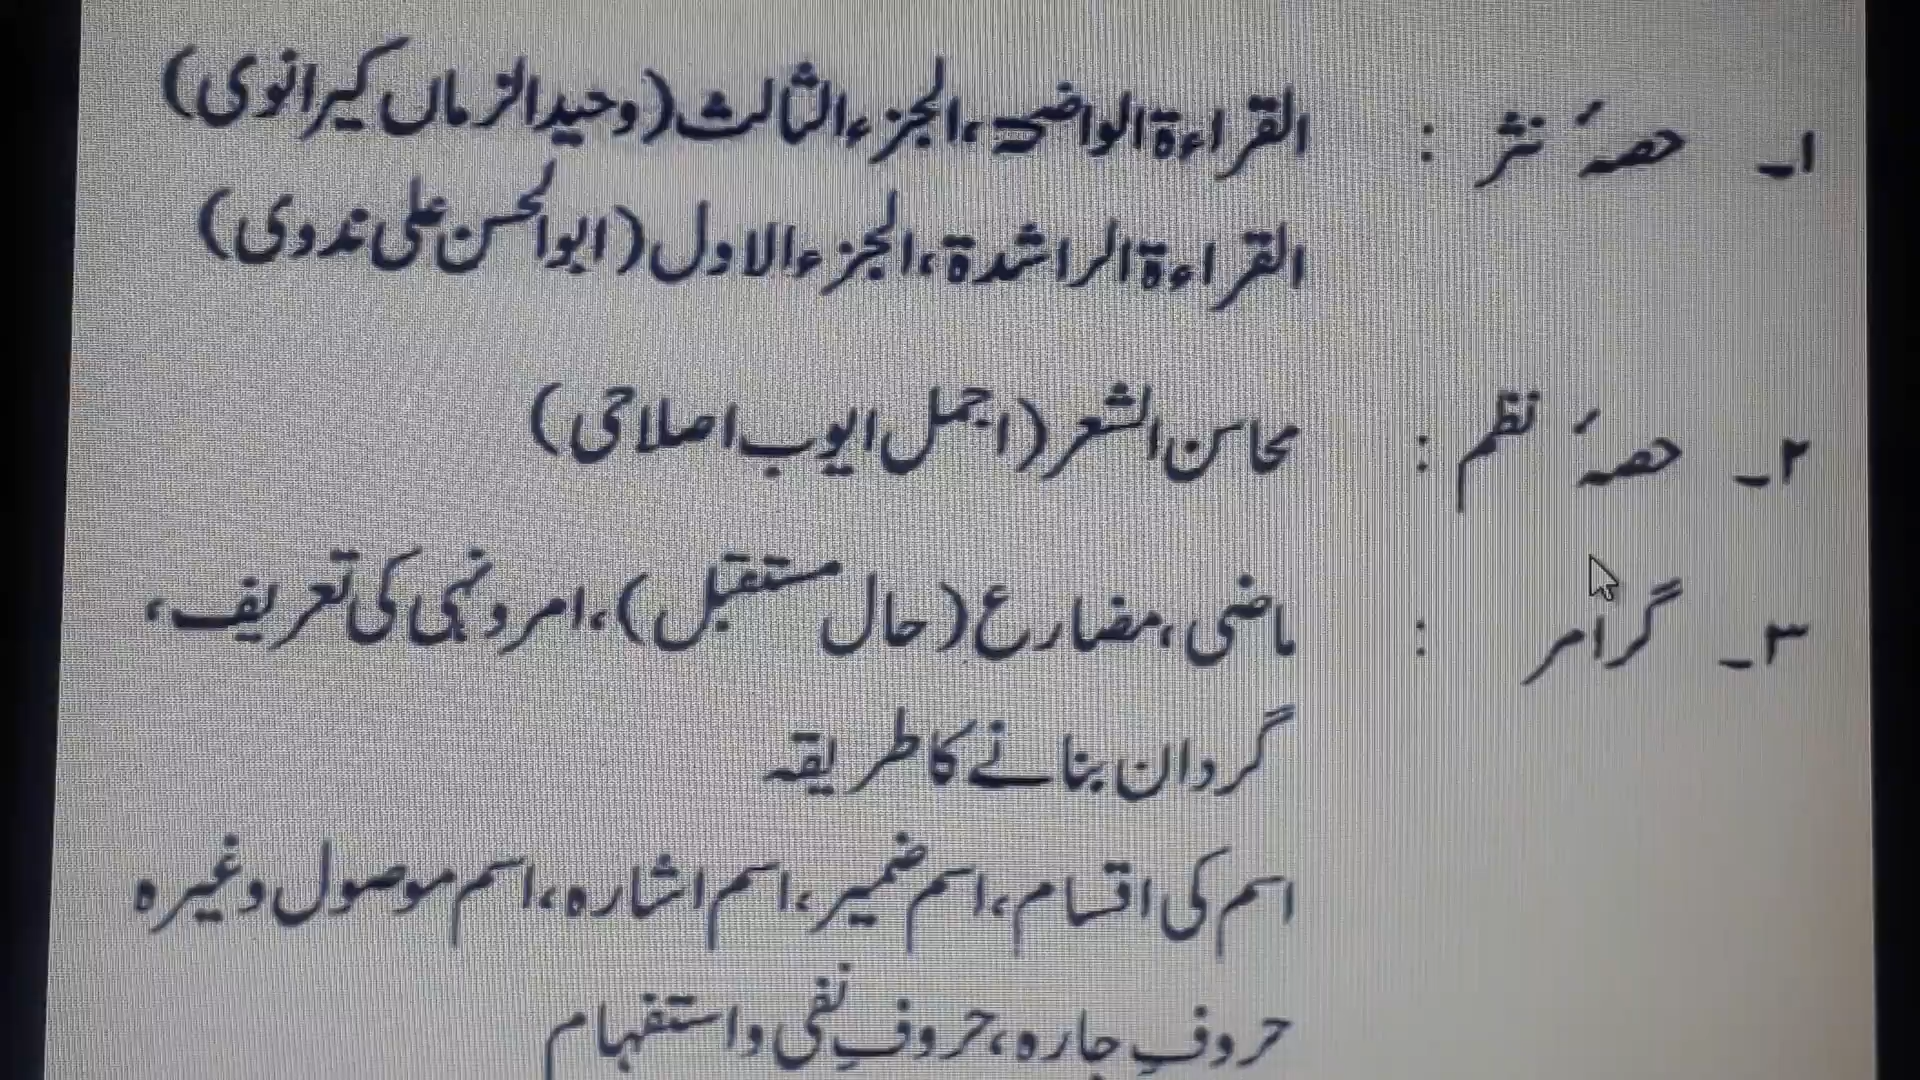 ۱۔ حصۂ نثر : القراءۃ الواضحۃ، الجزء الثالث (وحید الزماں کیرانوی)
القراءۃ الراشدۃ، الجزء الاول (ابوالحسن علی ندوی)
۲۔ حصۂ نظم : محاسن الشعر (اجمل ایوب اصلاحی)
۳۔ گرامر : ماضی، مضارع (حال مستقبل)، امر و نہی کی تعریف،
گردان بنانے کا طریقہ
اسم کی اقسام، اسم ضمیر، اسم اشارہ، اسم موصول وغیرہ
حروفِ جارہ، حروفِ نفی و استفہام